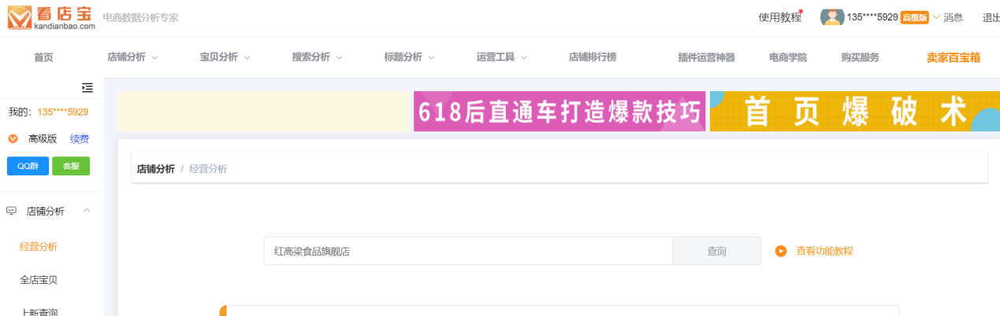 看店宝
kandianbao.com
电商数据分析专家
使用教程
135****5929 高级版 消息 退出
首页 店铺分析 宝贝分析 搜索分析 标题分析 运营工具 店铺排行榜 插件运营神器 电商学院 购买服务 卖家百宝箱
我的: 135****5929
高级版 续费
QQ群 客服
618后直通车打造爆款技巧
首页爆破术
店铺分析 / 经营分析
店铺分析
经营分析
全店宝贝
上新查询
红高粱食品旗舰店 查询 查看功能教程